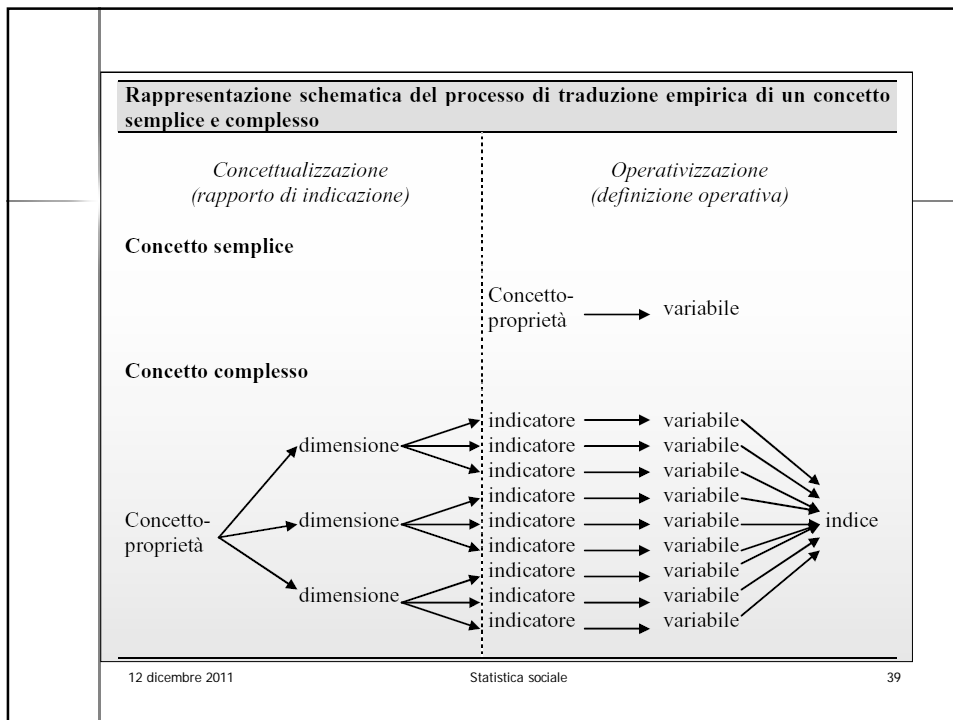 Rappresentazione schematica del processo di traduzione empirica di un concetto
semplice e complesso
Concettualizzazione
(rapporto di indicazione)
Operativizzazione
(definizione operativa)
Concetto semplice
Concetto-
proprietà
variabile
Concetto complesso
Concetto-
proprietà
dimensione
dimensione
dimensione
indicatore
indicatore
indicatore
indicatore
indicatore
indicatore
indicatore
indicatore
indicatore
variabile
variabile
variabile
variabile
variabile
variabile
variabile
variabile
variabile
indice
12 dicembre 2011
Statistica sociale
39